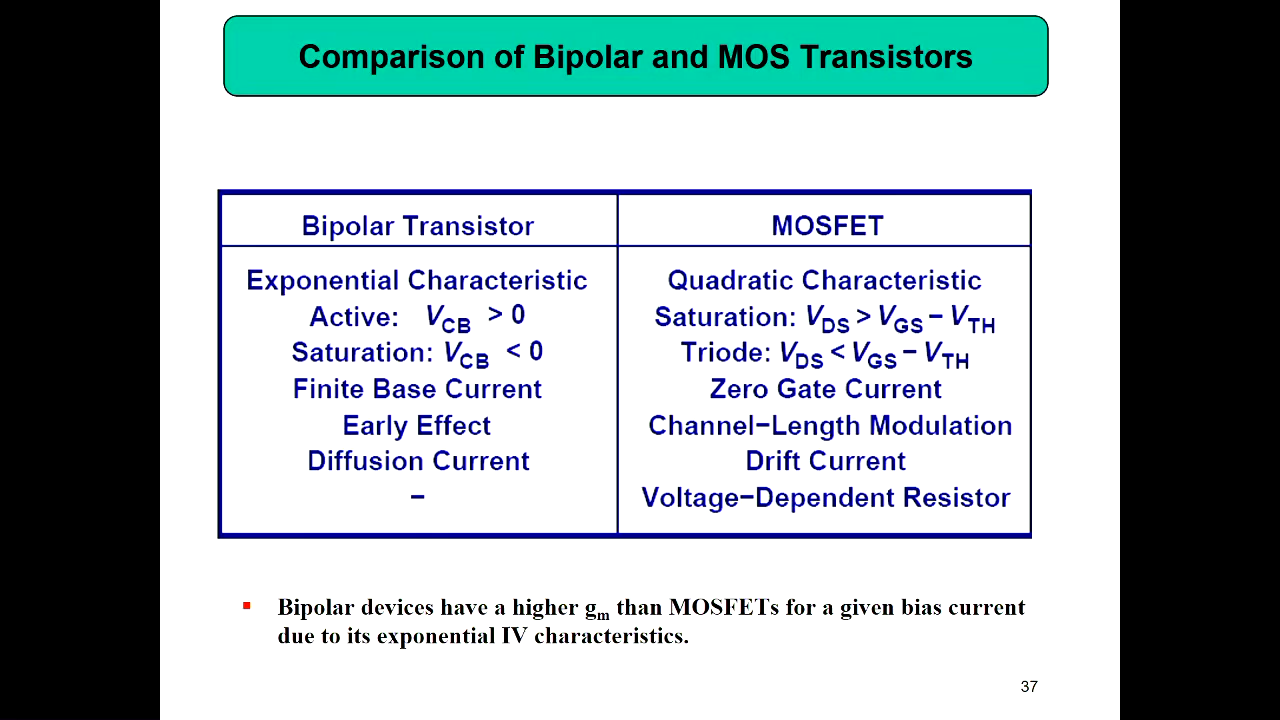 Comparison of Bipolar and MOS Transistors
Bipolar Transistor
MOSFET
Exponential Characteristic
Quadratic Characteristic
Active: VCB > 0
Saturation: VDS > VGS − VTH
Saturation: VCB < 0
Triode: VDS < VGS − VTH
Finite Base Current
Zero Gate Current
Early Effect
Channel−Length Modulation
Diffusion Current
Drift Current
−
Voltage−Dependent Resistor
▪ Bipolar devices have a higher gm than MOSFETs for a given bias current
due to its exponential IV characteristics.
37